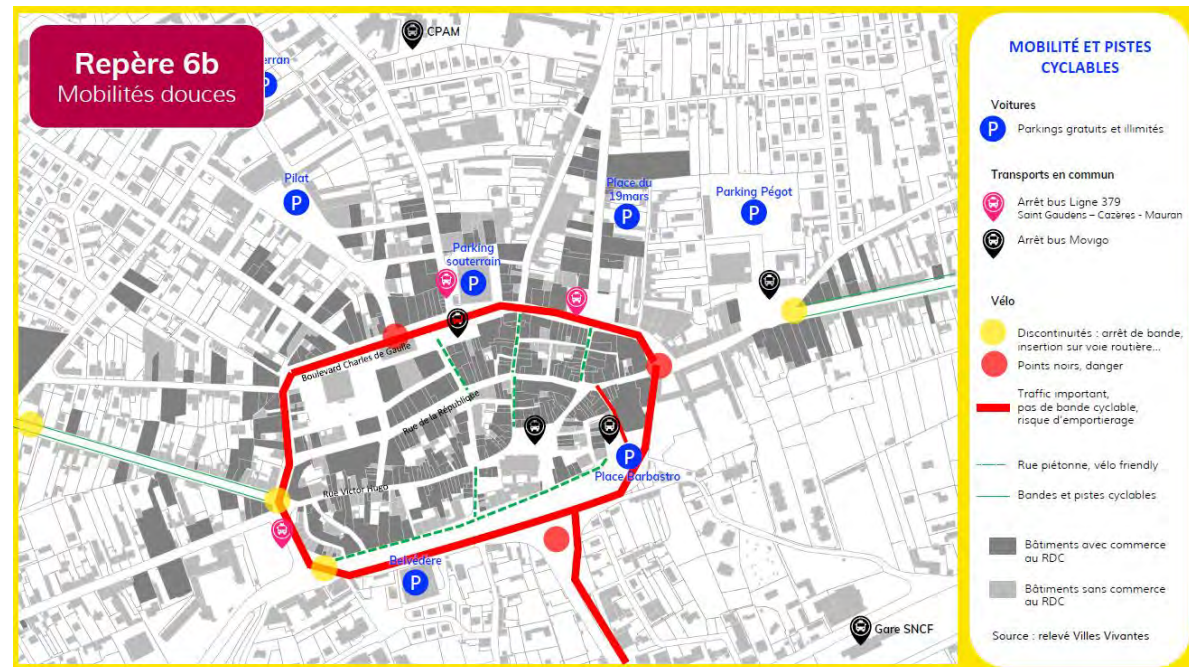 Repère 6b
Mobilités douces
CPAM
Pilat
Place du
19mars
Parking Pégot
Parking
souterrain
Boulevard Charles de Gaulle
Rue de la République
Rue Victor Hugo
Place Barbastro
Belvédère
Gare SNCF
P
P
P
P
P
P
P
MOBILITÉ ET PISTES
CYCLABLES
Voitures
P
Parkings gratuits et illimités
Transports en commun
Arrêt bus Ligne 379
Saint Gaudens – Cazères - Mauran
Arrêt bus Movigo
Vélo
Discontinuités : arrêt de bande,
insertion sur voie routière...
Points noirs, danger
Traffic important,
pas de bande cyclable,
risque d'emportierage
Rue piétonne, vélo friendly
Bandes et pistes cyclables
Bâtiments avec commerce
au RDC
Bâtiments sans commerce
au RDC
Source : relevé Villes Vivantes